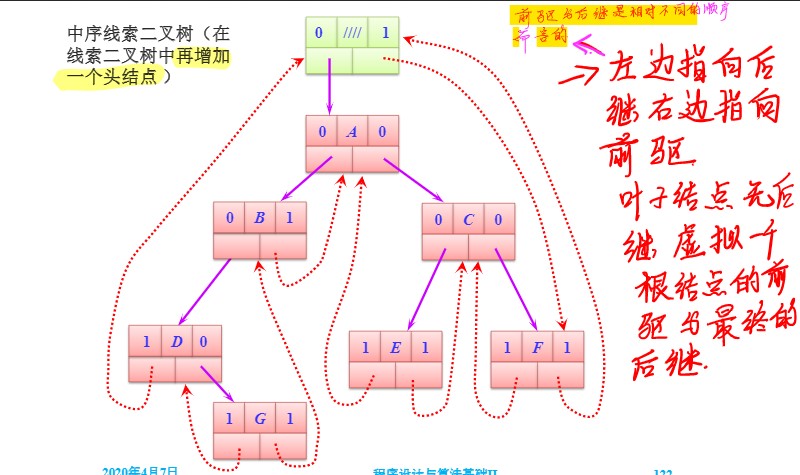 中序线索二叉树（在
线索二叉树中再增加
一个头结点）
前驱与后继是相对不同的顺序
而言的
左边指向后
继右边指向
前驱
叶子结点无后
继 虚拟一个
根结点的前
驱与最终的
后继.
0 //// 1
0 A 0
0 B 1
0 C 0
1 D 0
1 E 1
1 F 1
1 G 1
2020年4月7日
程序设计与算法基础II
122